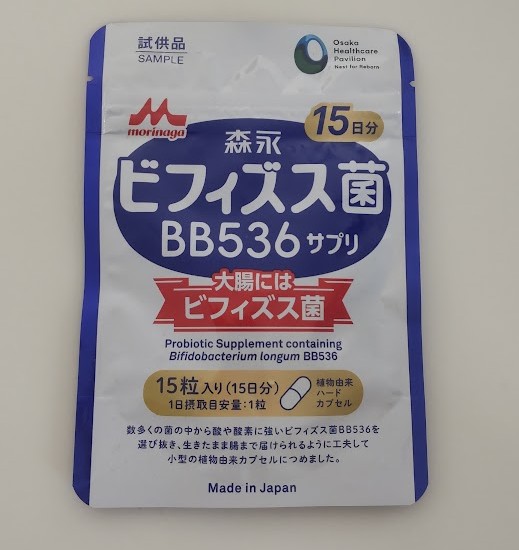 試供品
SAMPLE
Osaka
Healthcare
Pavilion
Nest for Reborn
morinaga
15日分
森永
ビフィズス菌
BB536 サプリ
大腸には
ビフィズス菌
Probiotic Supplement containing
Bifidobacterium longum BB536
15粒入り(15日分)
1日摂取目安量:1粒
植物由来
ハード
カプセル
数多くの菌の中から酸や酸素に強いビフィズス菌BB536を
選び抜き、生きたまま腸まで届けられるように工夫して
小型の植物由来カプセルにつめました。
Made in Japan